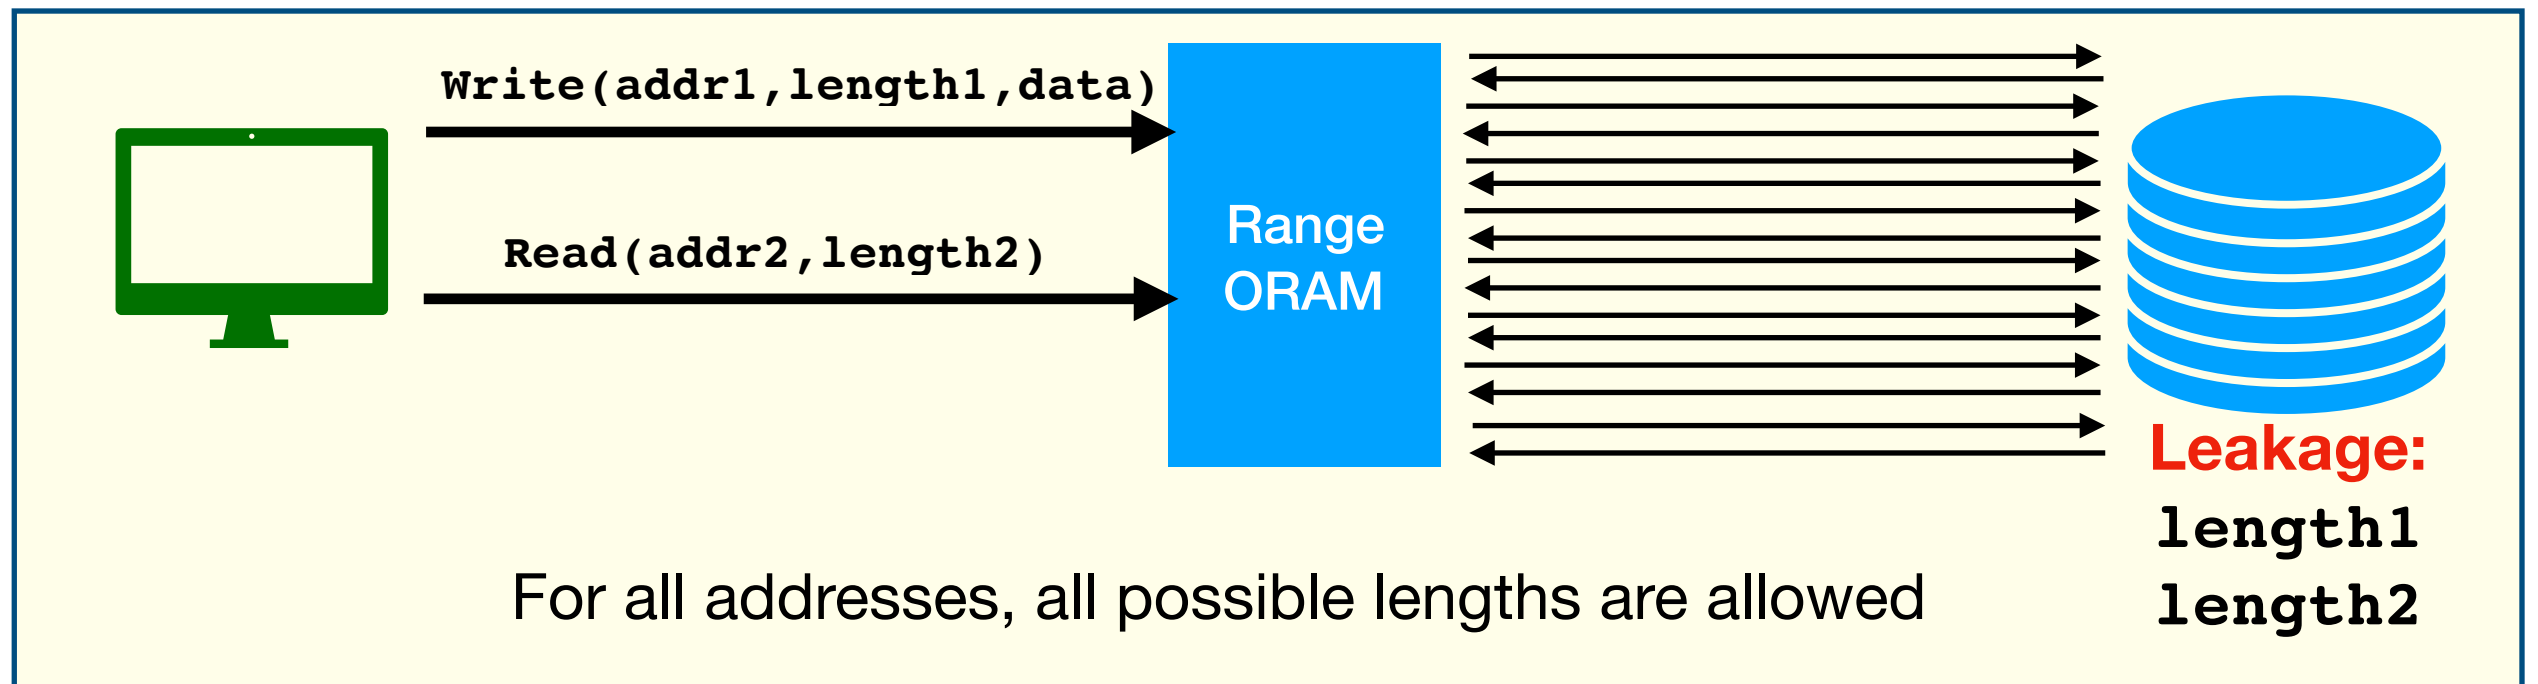 Write(addr1,length1,data)
Read(addr2,length2)
Range
ORAM
Leakage:
length1
length2
For all addresses, all possible lengths are allowed